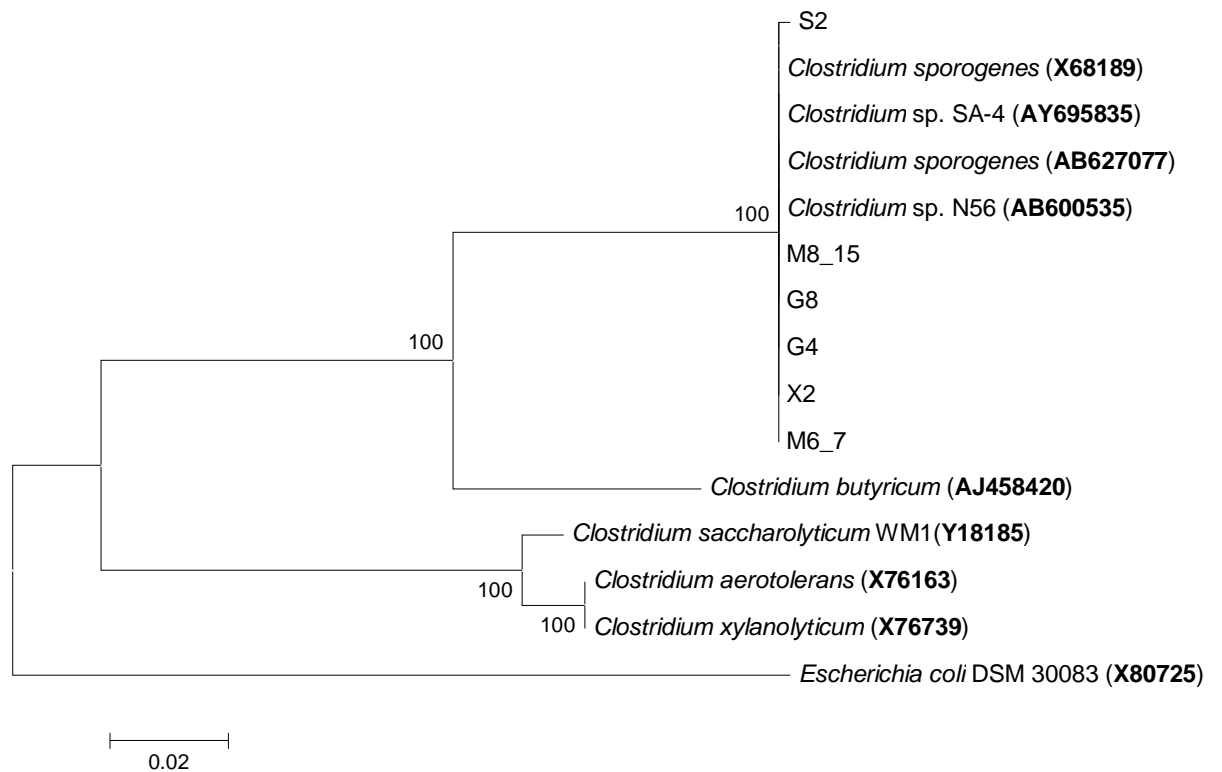 S2
Clostridium sporogenes (X68189)
Clostridium sp. SA-4 (AY695835)
Clostridium sporogenes (AB627077)
Clostridium sp. N56 (AB600535)
100
M8_15
G8
G4
100
X2
M6_7
Clostridium butyricum (AJ458420)
Clostridium saccharolyticum WM1(Y18185)
Clostridium aerotolerans (X76163)
100
Clostridium xylanolyticum (X76739)
100
Escherichia coli DSM 30083 (X80725)
0.02